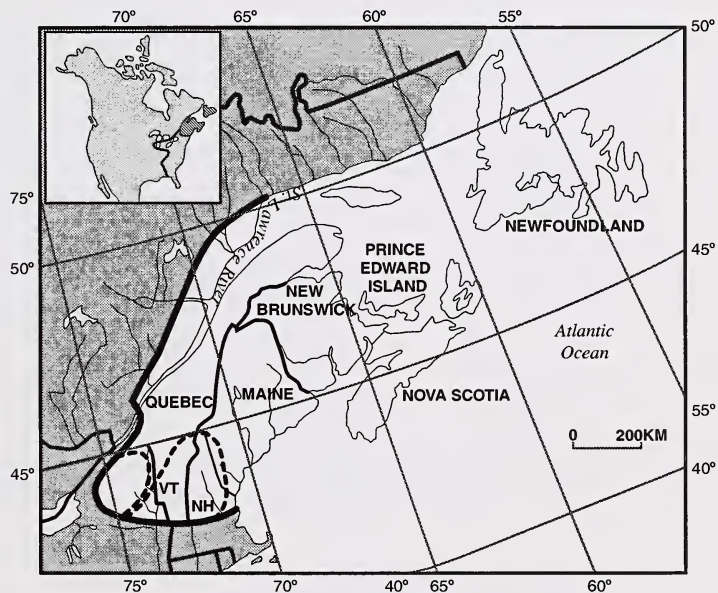 70°
65°
60°
55°
50°
75°
50°
St. Lawrence River
NEWFOUNDLAND
45°
PRINCE
EDWARD
ISLAND
NEW
BRUNSWICK
Atlantic
Ocean
QUEBEC
MAINE
NOVA SCOTIA
55°
0 200KM
45°
40°
VT
NH
75°
70°
40°
65°
60°